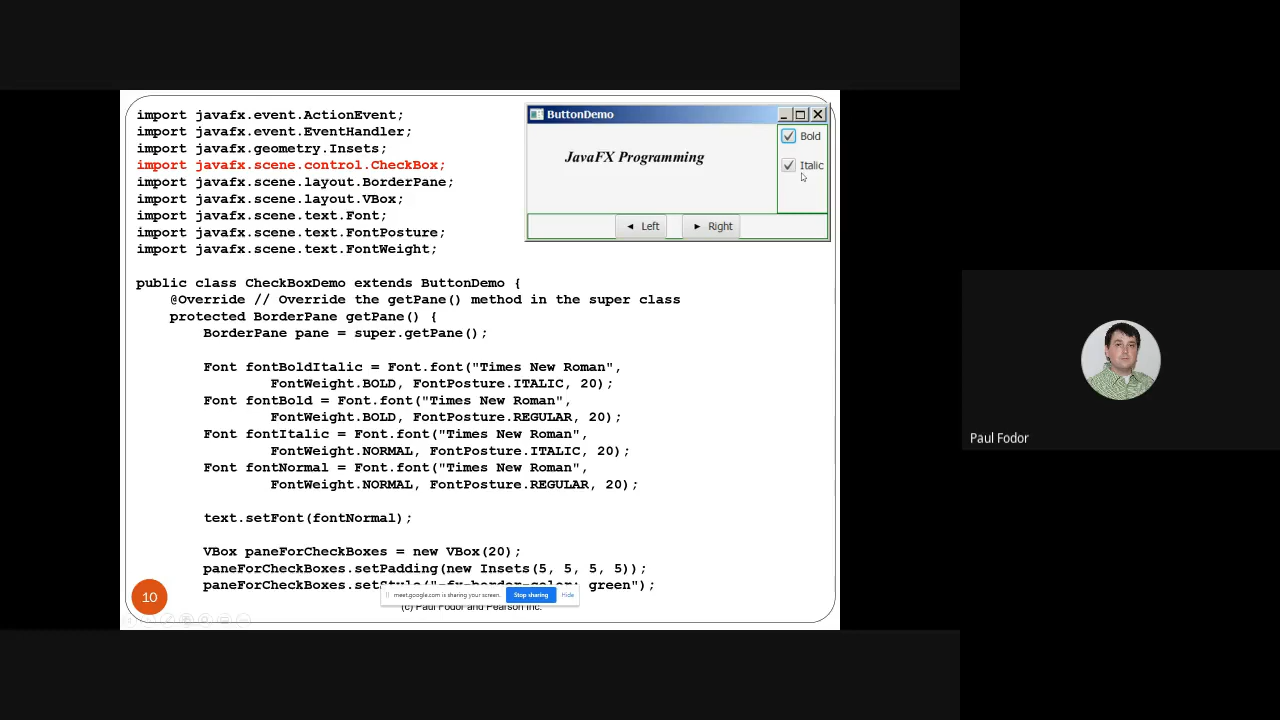 import javafx.event.ActionEvent;
import javafx.event.EventHandler;
import javafx.geometry.Insets;
import javafx.scene.control.CheckBox;
import javafx.scene.layout.BorderPane;
import javafx.scene.layout.VBox;
import javafx.scene.text.Font;
import javafx.scene.text.FontPosture;
import javafx.scene.text.FontWeight;
ButtonDemo
JavaFX Programming
Bold
Italic
Left
Right
public class CheckBoxDemo extends ButtonDemo {
@Override // Override the getPane() method in the super class
protected BorderPane getPane() {
BorderPane pane = super.getPane();
Font fontBoldItalic = Font.font("Times New Roman",
FontWeight.BOLD, FontPosture.ITALIC, 20);
Font fontBold = Font.font("Times New Roman",
FontWeight.BOLD, FontPosture.REGULAR, 20);
Font fontItalic = Font.font("Times New Roman",
FontWeight.NORMAL, FontPosture.ITALIC, 20);
Font fontNormal = Font.font("Times New Roman",
FontWeight.NORMAL, FontPosture.REGULAR, 20);
text.setFont(fontNormal);
VBox paneForCheckBoxes = new VBox(20);
paneForCheckBoxes.setPadding(new Insets(5, 5, 5, 5));
paneForCheckBoxes.setStyle("-fx-border-color: green");
meet.google.com is sharing your screen.
Stop sharing
Hide
(c) Paul Fodor and Pearson Inc.
10
Paul Fodor